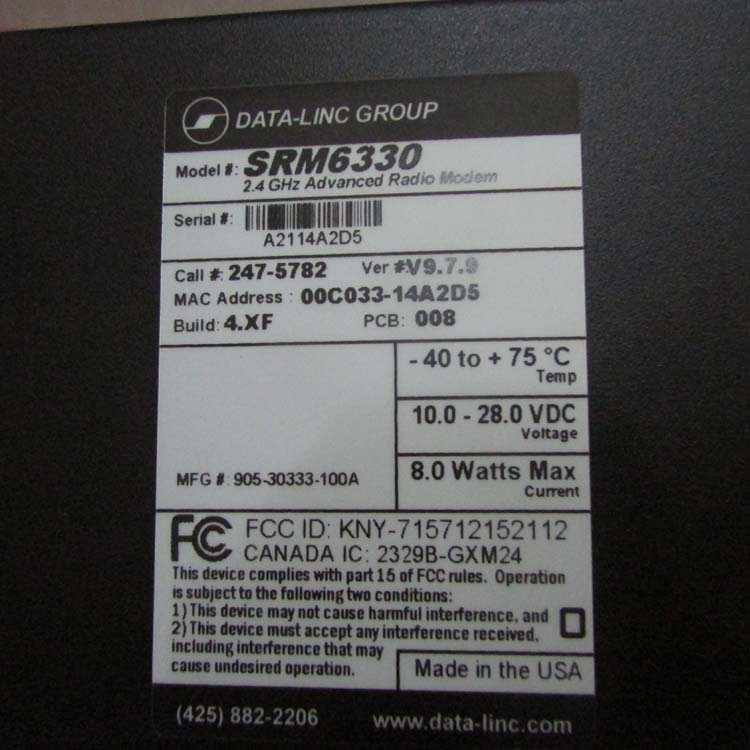 DATA-LINC GROUP
Model #: SRM6330
2.4 GHz Advanced Radio Modem
Serial #:
A2114A2D5
Call #: 247-5782 Ver #V9.7.9
MAC Address : 00C033-14A2D5
Build: 4.XF PCB: 008
- 40 to + 75 °C
Temp
10.0 - 28.0 VDC
Voltage
MFG #: 905-30333-100A
8.0 Watts Max
Current
FC FCC ID: KNY-715712152112
CANADA IC: 2329B-GXM24
This device complies with part 15 of FCC rules. Operation
is subject to the following two conditions:
1) This device may not cause harmful interference, and
2) This device must accept any interference received,
including interference that may
cause undesired operation.
Made in the USA
(425) 882-2206 www.data-linc.com